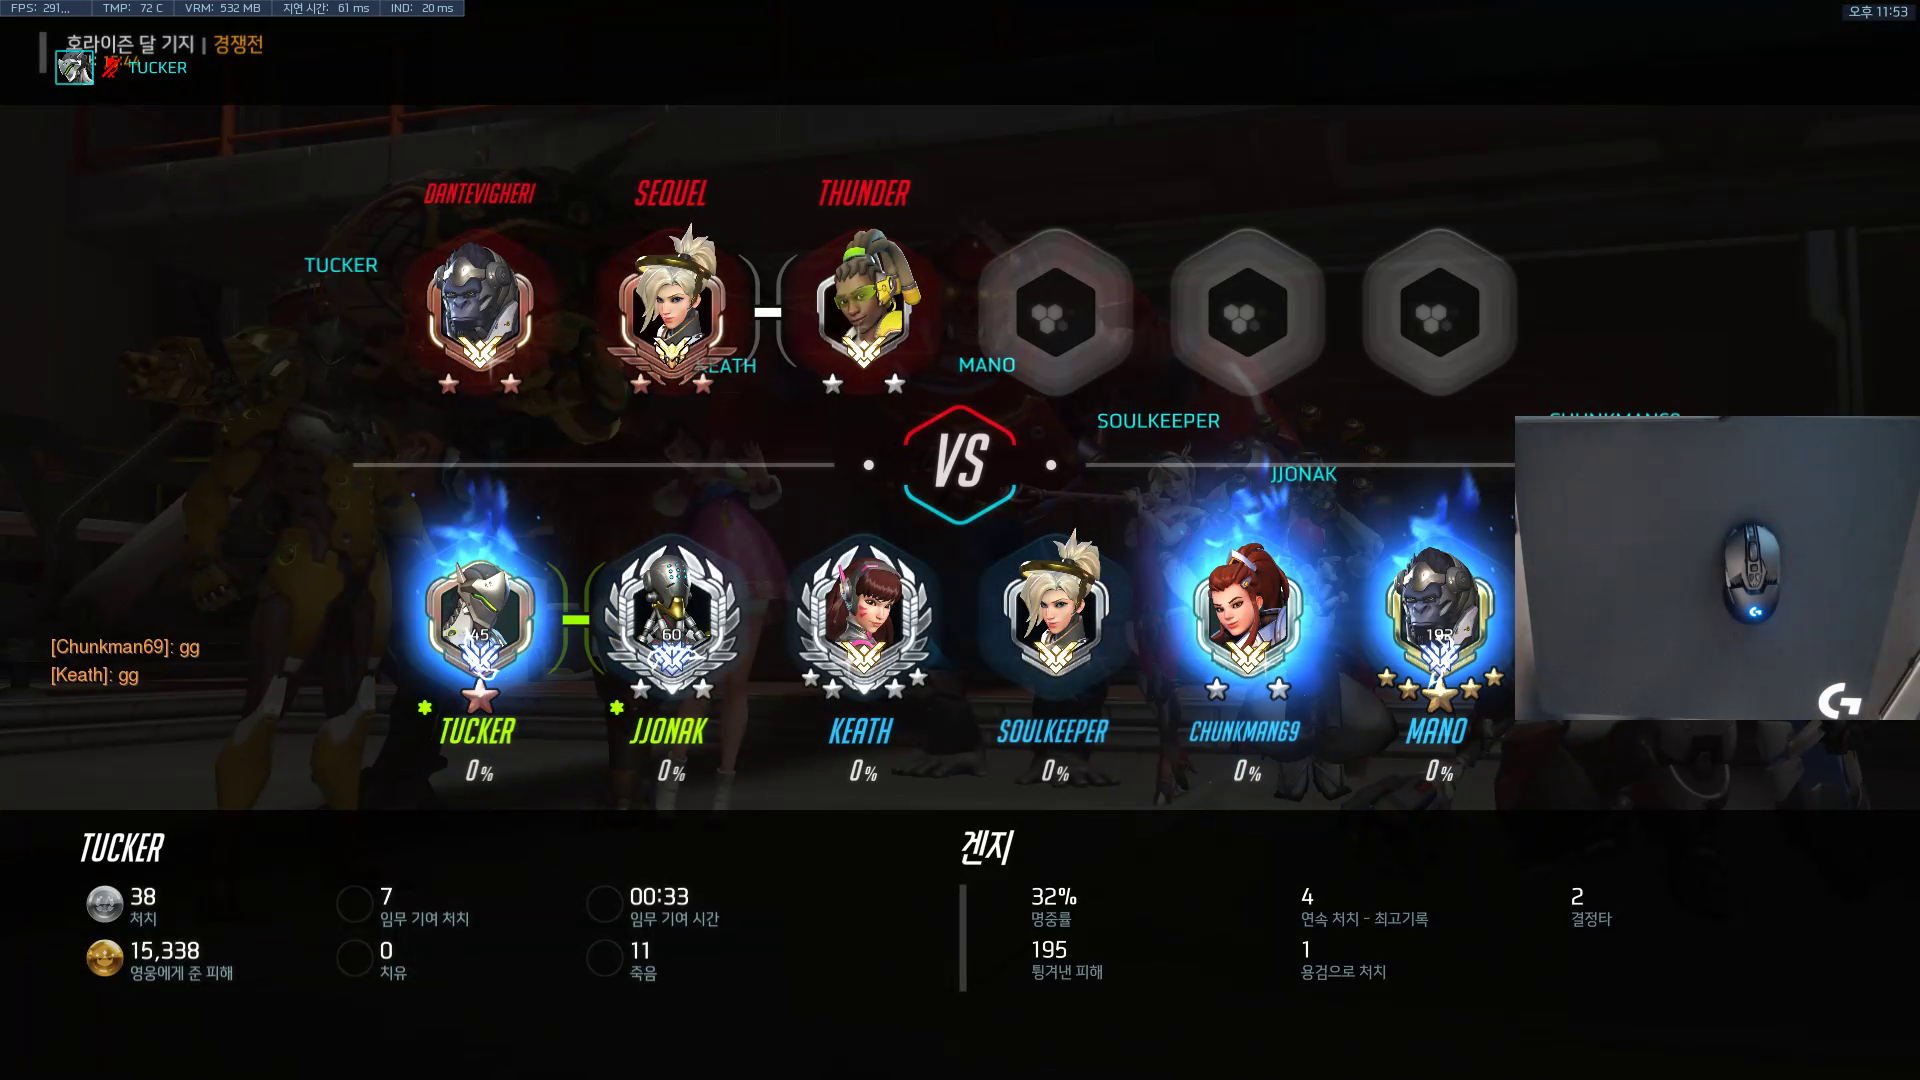 FPS: 291... TMP: 72 C VRM: 532 MB 지연 시간: 61 ms IND: 20 ms
오후 11:53
호라이즌 달 기지 | 경쟁전
TUCKER
DANTEVIGHERI SEQUEL THUNDER
TUCKER
MANO
SOULKEEPER
VS
JJONAK
[Chunkman69]: gg
[Keath]: gg
60
TUCKER JJONAK KEATH SOULKEEPER CHUNKMAN69 MANO
0% 0% 0% 0% 0% 0%
G
TUCKER
38
처치
7
임무 기여 처치
00:33
임무 기여 시간
15,338
영웅에게 준 피해
0
치유
11
죽음
겐지
32%
명중률
4
연속 처치 - 최고기록
2
결정타
195
튕겨낸 피해
1
용검으로 처치